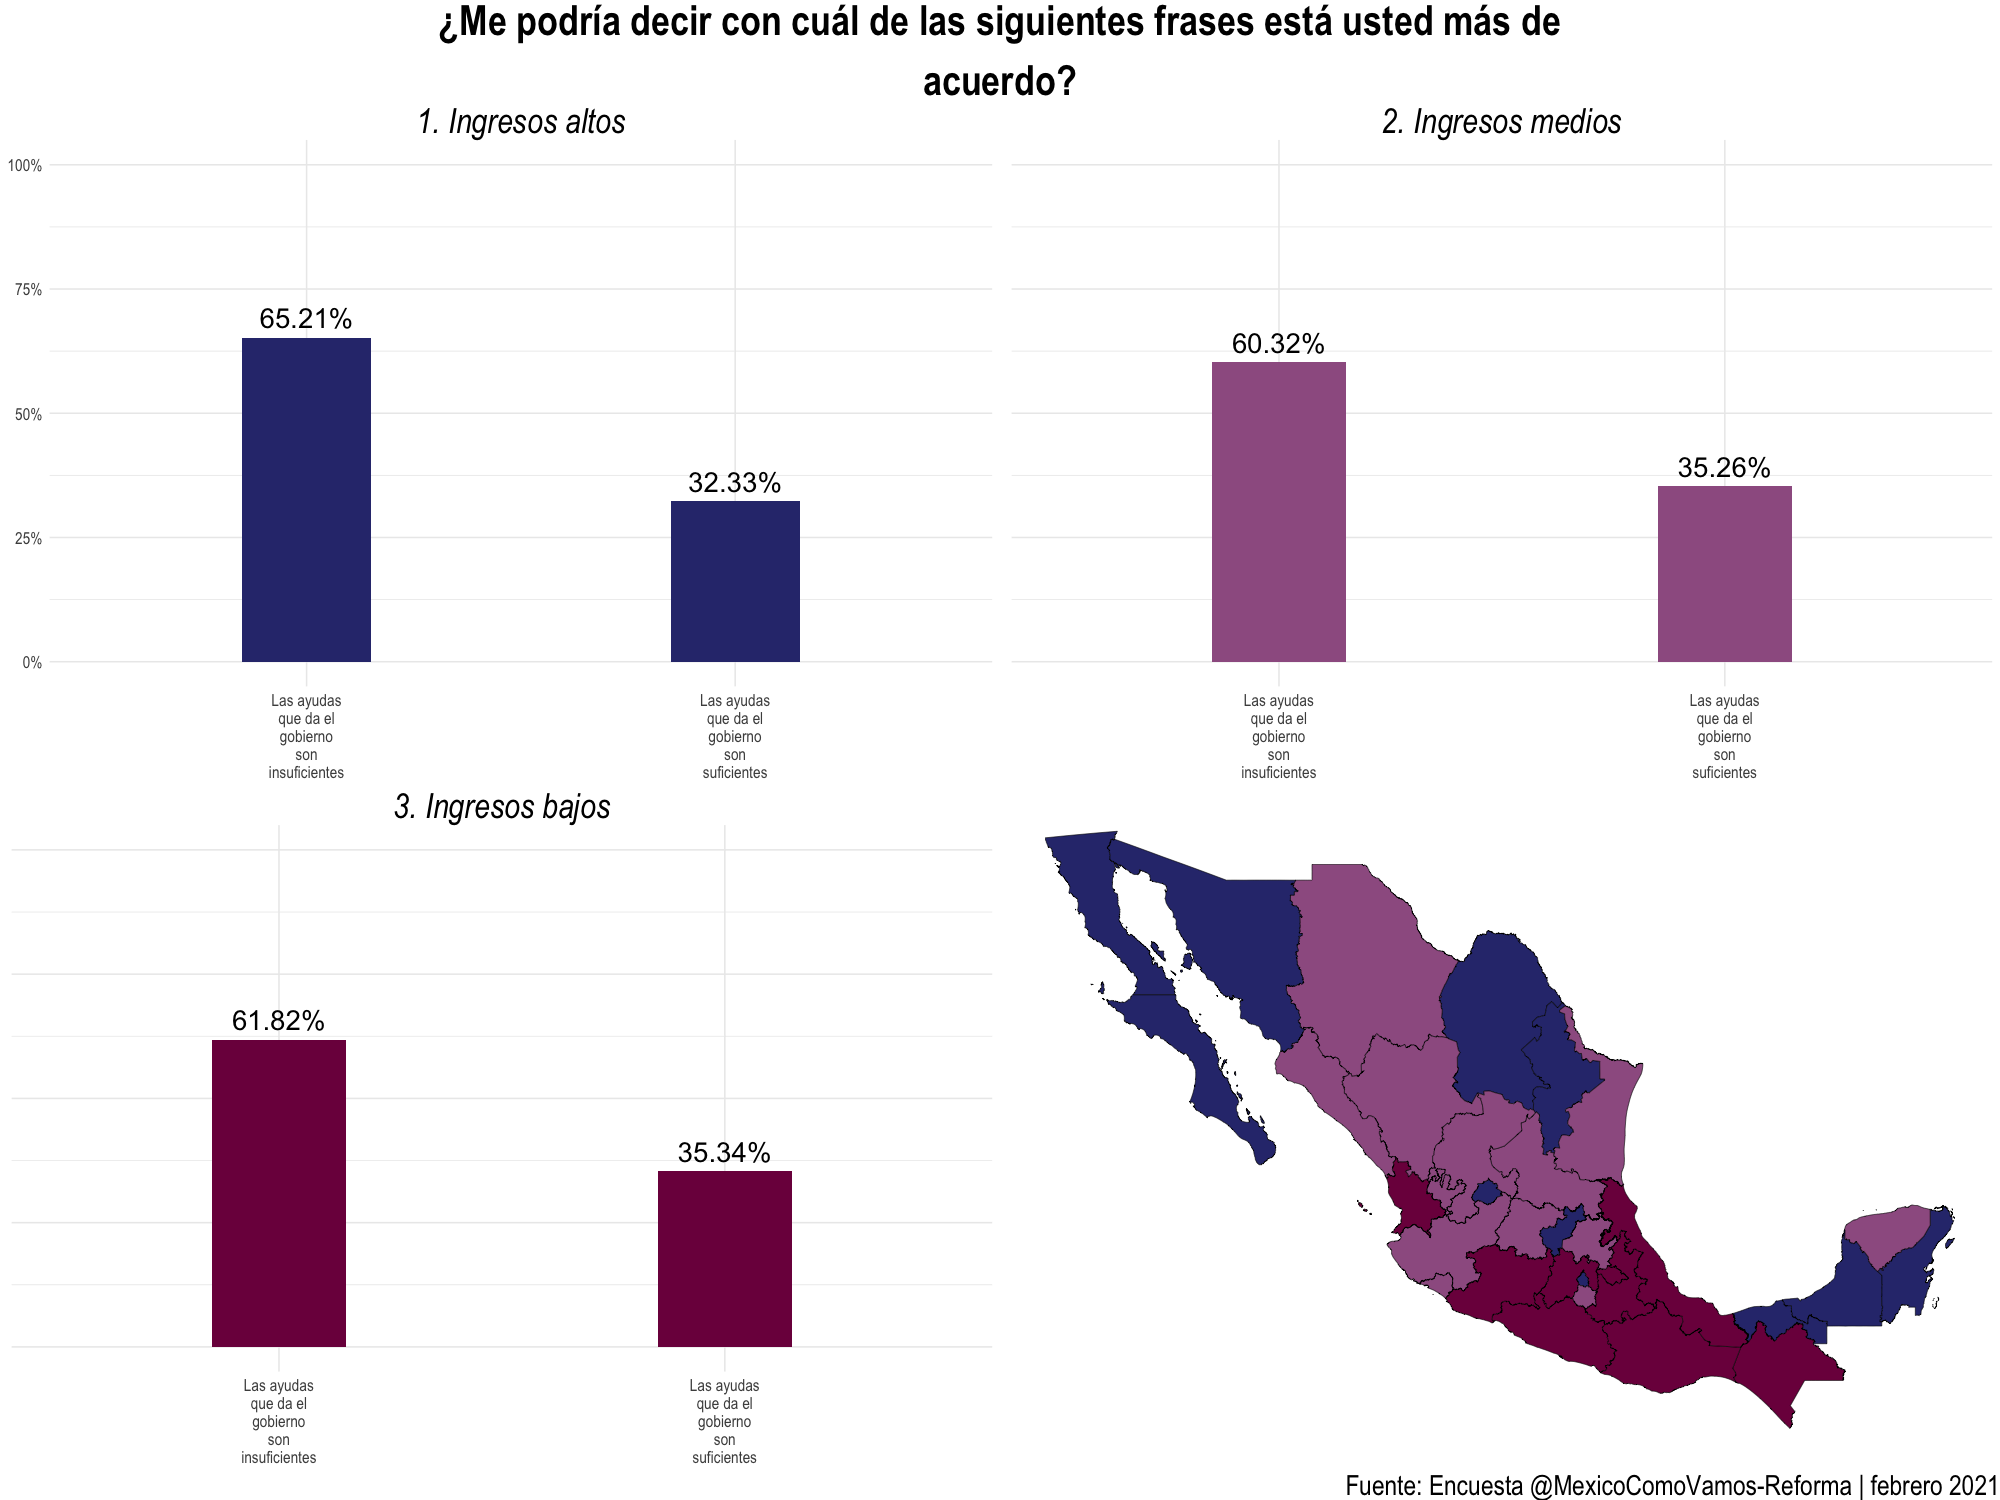 ¿Me podría decir con cuál de las siguientes frases está usted más de
acuerdo?
1. Ingresos altos
100%
75%
50%
25%
0%
65.21%
32.33%
Las ayudas
que da el
gobierno
son
insuficientes
Las ayudas
que da el
gobierno
son
suficientes
2. Ingresos medios
60.32%
35.26%
Las ayudas
que da el
gobierno
son
insuficientes
Las ayudas
que da el
gobierno
son
suficientes
3. Ingresos bajos
61.82%
35.34%
Las ayudas
que da el
gobierno
son
insuficientes
Las ayudas
que da el
gobierno
son
suficientes
Fuente: Encuesta @MexicoComoVamos-Reforma | febrero 2021